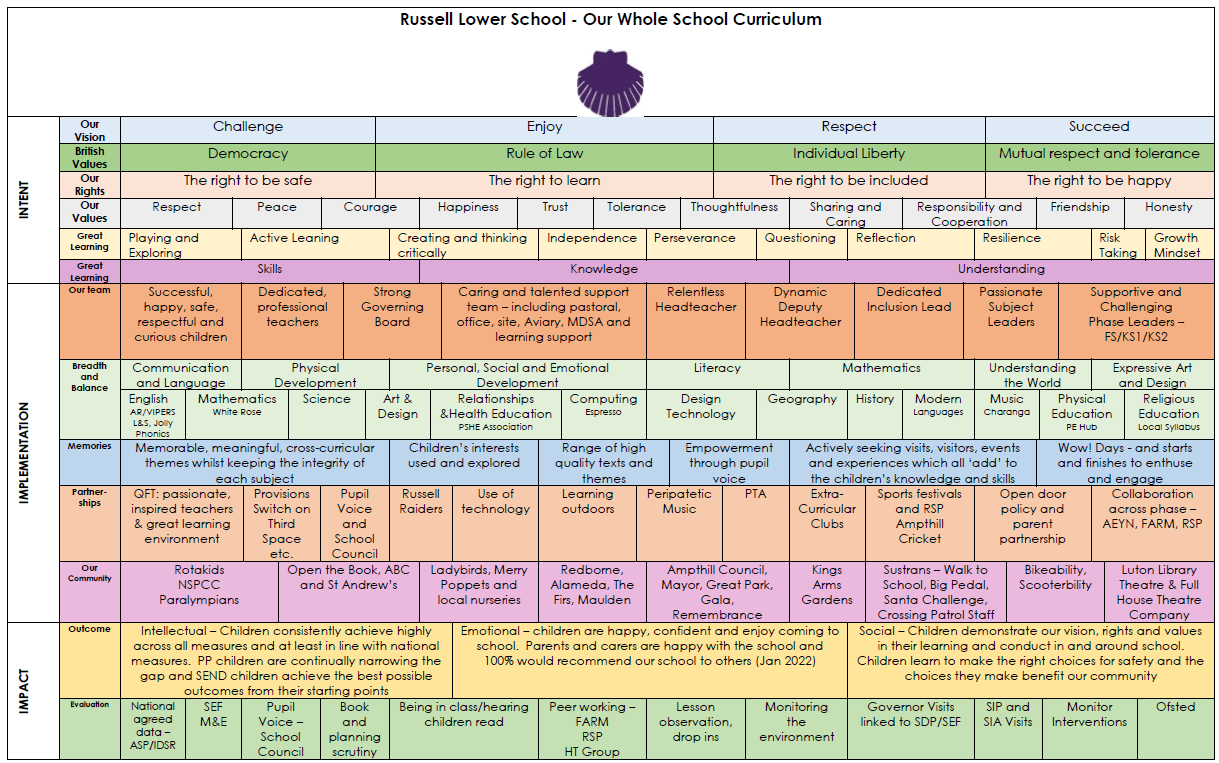 Russell Lower School - Our Whole School Curriculum
INTENT
Our
Vision
Challenge
Enjoy
Respect
Succeed
British
Values
Democracy
Rule of Law
Individual Liberty
Mutual respect and tolerance
Our
Rights
The right to be safe
The right to learn
The right to be included
The right to be happy
Our
Values
Respect
Peace
Courage
Happiness
Trust
Tolerance
Thoughtfulness
Sharing and
Caring
Responsibility and
Cooperation
Friendship
Honesty
Great
Learning
Playing and
Exploring
Active Leaning
Creating and thinking
critically
Independence
Perseverance
Questioning
Reflection
Resilience
Risk
Taking
Growth
Mindset
Great
Learning
Skills
Knowledge
Understanding
IMPLEMENTATION
Our team
Successful,
happy, safe,
respectful and
curious children
Dedicated,
professional
teachers
Strong
Governing
Board
Caring and talented support
team – including pastoral,
office, site, Aviary, MDSA and
learning support
Relentless
Headteacher
Dynamic
Deputy
Headteacher
Dedicated
Inclusion Lead
Passionate
Subject
Leaders
Supportive and
Challenging
Phase Leaders –
FS/KS1/KS2
Breadth
and
Balance
Communication
and Language
Physical
Development
Personal, Social and Emotional
Development
Literacy
Mathematics
Understanding
the World
Expressive Art
and Design
English
AR/VIPERS
L&S, Jolly
Phonics
Mathematics
White Rose
Science
Art &
Design
Relationships
&Health Education
PSHE Association
Computing
Espresso
Design
Technology
Geography
History
Modern
Languages
Music
Charanga
Physical
Education
PE Hub
Religious
Education
Local Syllabus
Memories
Memorable, meaningful, cross-curricular
themes whilst keeping the integrity of
each subject
Children's interests
used and explored
Range of high
quality texts and
themes
Empowerment
through pupil
voice
Actively seeking visits, visitors, events
and experiences which all 'add' to
the children's knowledge and skills
Wow! Days - and starts
and finishes to enthuse
and engage
Partner-
ships
QFT: passionate,
inspired teachers
& great learning
environment
Provisions
Switch on
Third
Space
etc.
Pupil
Voice
and
School
Council
Russell
Raiders
Use of
technology
Learning
outdoors
Peripatetic
Music
PTA
Extra-
Curricular
Clubs
Sports festivals
and RSP
Ampthill
Cricket
Open door
policy and
parent
partnership
Collaboration
across phase –
AEYN, FARM, RSP
Our
Community
Rotakids
NSPCC
Paralympians
Open the Book, ABC
and St Andrew's
Ladybirds, Merry
Poppets and
local nurseries
Redborne,
Alameda, The
Firs, Maulden
Ampthill Council,
Mayor, Great Park,
Gala,
Remembrance
Kings
Arms
Gardens
Sustrans – Walk to
School, Big Pedal,
Santa Challenge,
Crossing Patrol Staff
Bikeability,
Scooterbility
Luton Library
Theatre & Full
House Theatre
Company
IMPACT
Outcome
Intellectual – Children consistently achieve highly
across all measures and at least in line with national
measures.  PP children are continually narrowing the
gap and SEND children achieve the best possible
outcomes from their starting points
Emotional – children are happy, confident and enjoy coming to
school.  Parents and carers are happy with the school and
100% would recommend our school to others (Jan 2022)
Social – Children demonstrate our vision, rights and values
in their learning and conduct in and around school.
Children learn to make the right choices for safety and the
choices they make benefit our community
Evaluation
National
agreed
data –
ASP/IDSR
SEF
M&E
Pupil
Voice –
School
Council
Book
and
planning
scrutiny
Being in class/hearing
children read
Peer working –
FARM
RSP
HT Group
Lesson
observation,
drop ins
Monitoring
the
environment
Governor Visits
linked to SDP/SEF
SIP and
SIA Visits
Monitor
Interventions
Ofsted